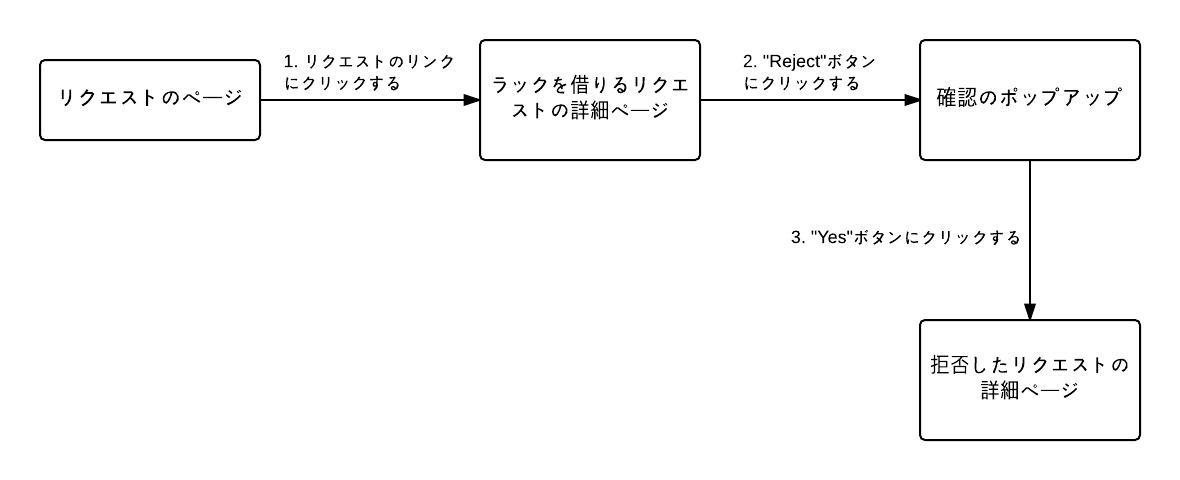 リクエストのページ
1. リクエストのリンク
にクリックする
ラックを借りるリクエ
ストの詳細ページ
2. "Reject"ボタン
にクリックする
確認のポップアップ
3. "Yes"ボタンにクリックする
拒否したリクエストの
詳細ページ